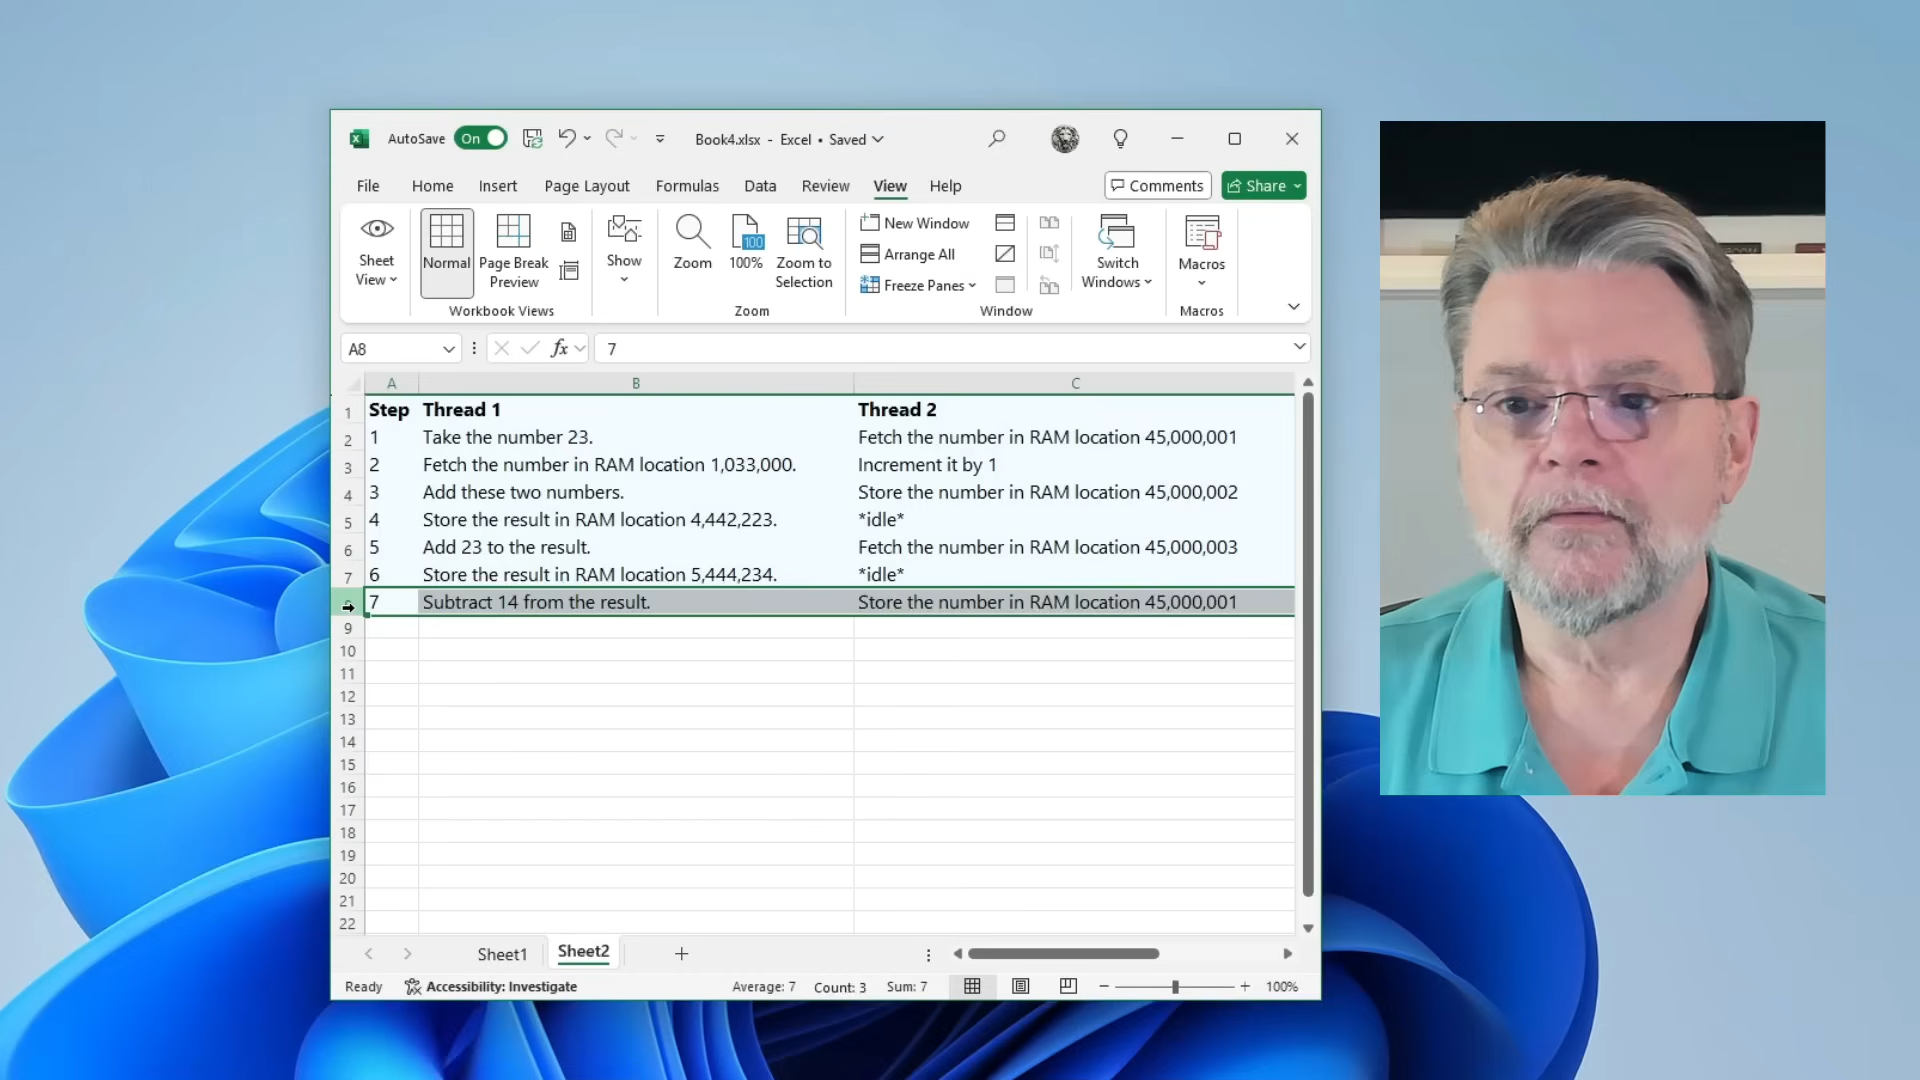 AutoSave On Book4.xlsx - Excel • Saved
File Home Insert Page Layout Formulas Data Review View Help Comments Share
Sheet View
Normal
Page Break Preview
Workbook Views
Show
Zoom
100
100%
Zoom to Selection
Zoom
New Window
Arrange All
Freeze Panes
Switch Windows
Window
Macros
Macros
A8 fx 7
A B C
1 Step Thread 1 Thread 2
2 1 Take the number 23. Fetch the number in RAM location 45,000,001
3 2 Fetch the number in RAM location 1,033,000. Increment it by 1
4 3 Add these two numbers. Store the number in RAM location 45,000,002
5 4 Store the result in RAM location 4,442,223. *idle*
6 5 Add 23 to the result. Fetch the number in RAM location 45,000,003
7 6 Store the result in RAM location 5,444,234. *idle*
7 Subtract 14 from the result. Store the number in RAM location 45,000,001
9
10
11
12
13
14
15
16
17
18
19
20
21
22
Sheet1 Sheet2
Ready Accessibility: Investigate Average: 7 Count: 3 Sum: 7 100%